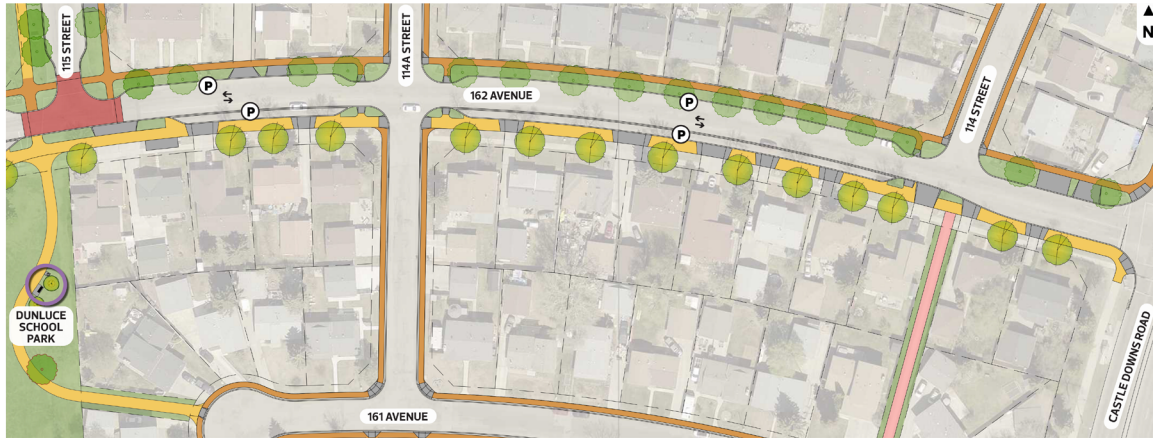 115 STREET
114A STREET
N
P
P
162 AVENUE
P
P
114 STREET
DUNLUCE
SCHOOL
PARK
CASTLE DOWNS ROAD
161 AVENUE